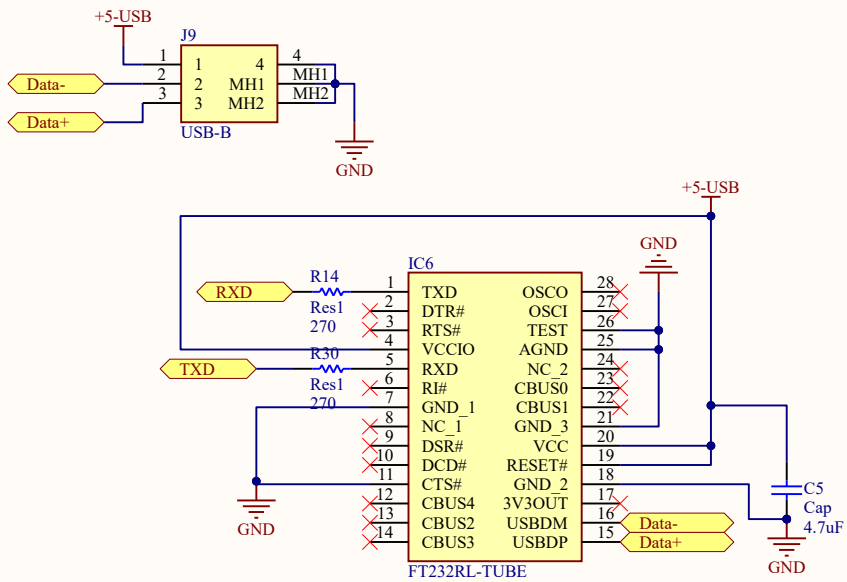 +5-USB
J9
1 1 4 4
Data- 2 2 MH1 MH1
3 3 MH2 MH2
Data+
USB-B
GND
+5-USB
GND
IC6
RXD R14 1 TXD OSCO 28
Res1 2 DTR# OSCI 27
270 3 RTS# TEST 26
4 VCCIO AGND 25
R30
TXD 5 RXD NC_2 24
Res1 6 RI# CBUS0 23
270 7 GND_1 CBUS1 22
8 NC_1 GND_3 21
9 DSR# VCC 20
10 DCD# RESET# 19
11 CTS# GND_2 18
12 CBUS4 3V3OUT 17
13 CBUS2 USBDM 16 Data-
14 CBUS3 USBDP 15 Data+
GND
C5
Cap
4.7uF
GND
FT232RL-TUBE